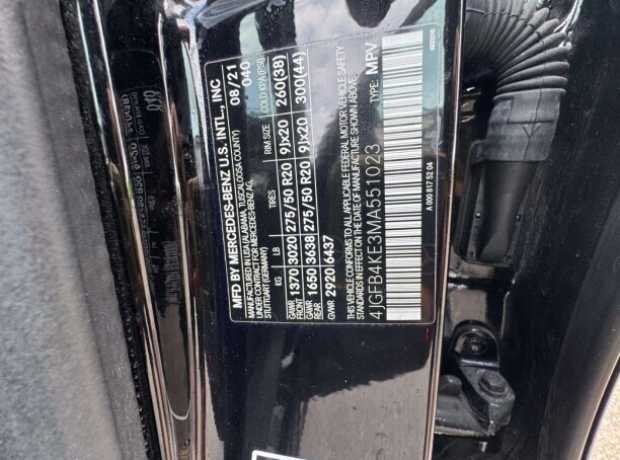 MFD BY MERCEDES-BENZ U.S. INTL., INC
MANUFACTURED IN USA (ALABAMA, TUSCALOOSA COUNTY)
UNDER CONTRACT FOR MERCEDES-BENZ AG,
STUTTGART (GERMANY)
08/21
040
KG LB TIRES RIM SIZE COLD KPA (PSI)
GAWR FRONT 1370 3020 275/50 R20 9Jx20 260(38)
GAWR REAR 1650 3638 275/50 R20 9Jx20 300(44)
GVWR 2920 6437
THIS VEHICLE CONFORMS TO ALL APPLICABLE FEDERAL MOTOR VEHICLE SAFETY
STANDARDS IN EFFECT ON THE DATE OF MANUFACTURE SHOWN ABOVE.
4JGFB4KE3MA551023 TYPE: MPV
A 000 817 52 04